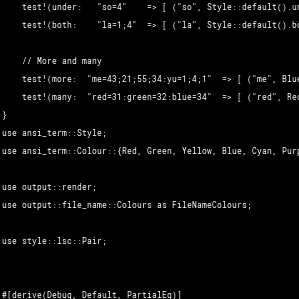 test!(under:   "so=4"    => [ ("so", Style::default().un
test!(both:    "la=1;4"  => [ ("la", Style::default().bo
// More and many
test!(more:  "me=43;21;55;34:yu=1;4;1"  => [ ("me", Blue
test!(many:  "red=31:green=32:blue=34"  => [ ("red", Red
}
use ansi_term::Style;
use ansi_term::Colour::{Red, Green, Yellow, Blue, Cyan, Purp
use output::render;
use output::file_name::Colours as FileNameColours;
use style::lsc::Pair;
#[derive(Debug, Default, PartialEq)]